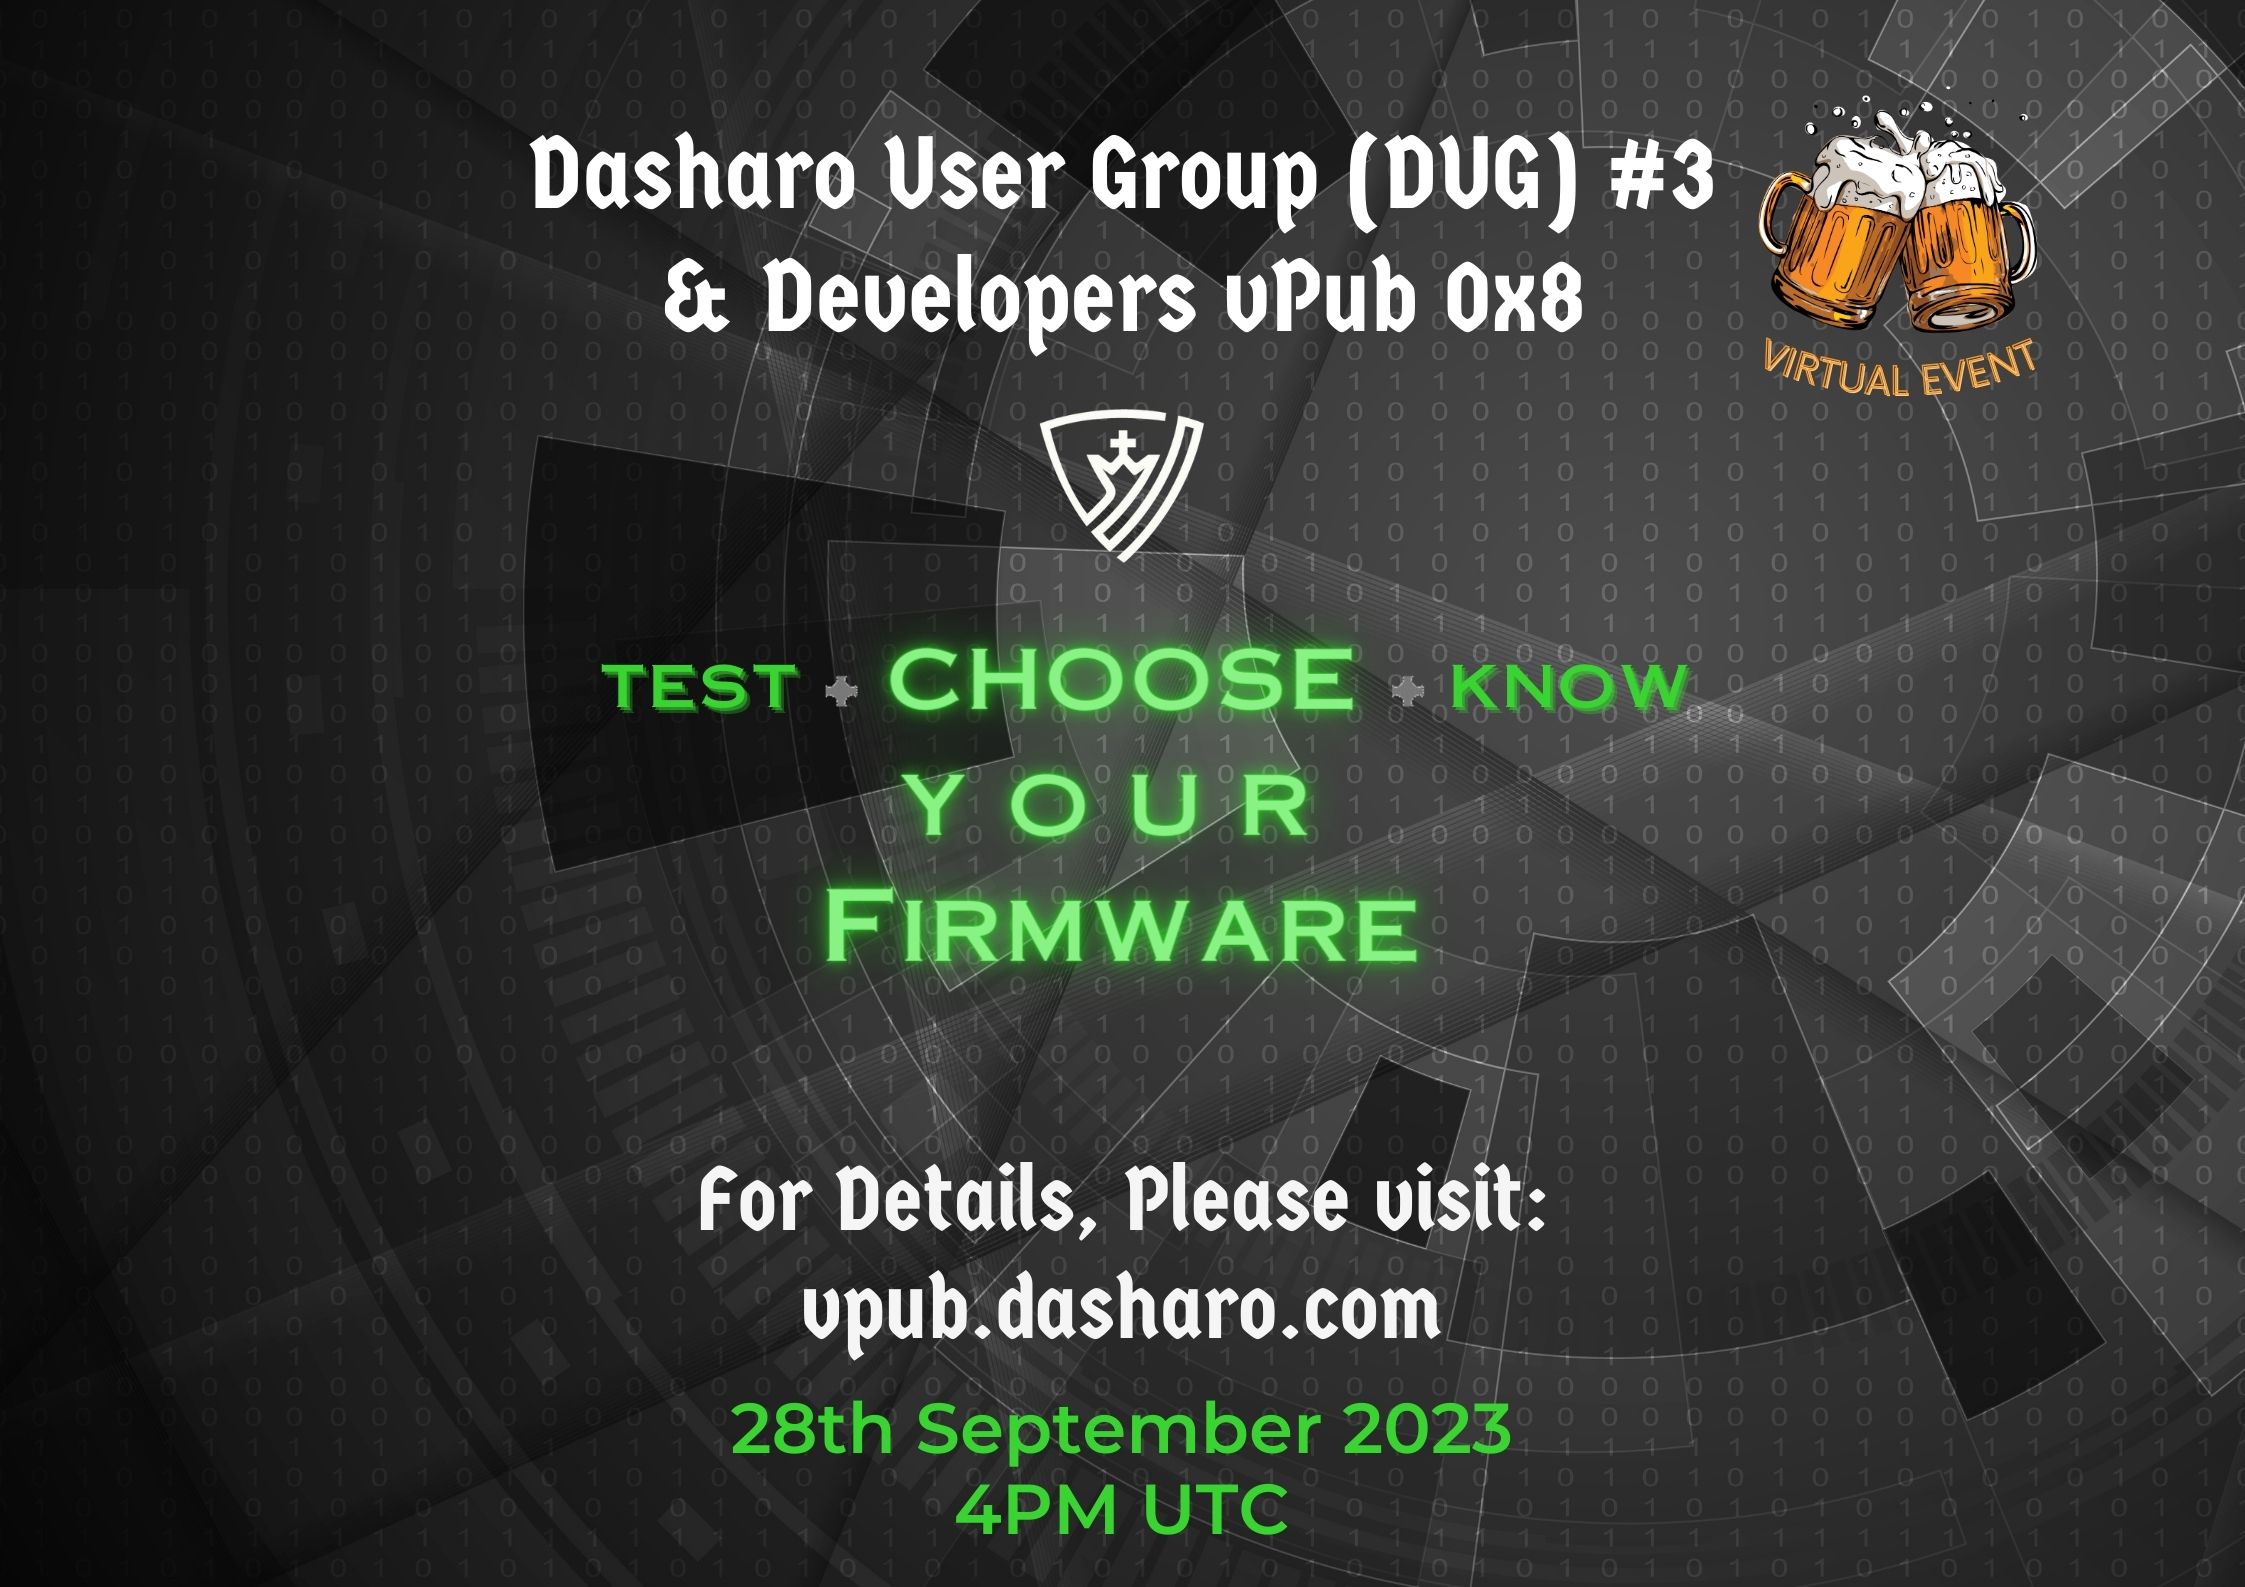 Dasharo User Group (DUG) #3
& Developers vPub 0x8
VIRTUAL EVENT
TEST CHOOSE KNOW
YOUR
FIRMWARE
For Details, Please visit:
vpub.dasharo.com
28th September 2023
4PM UTC